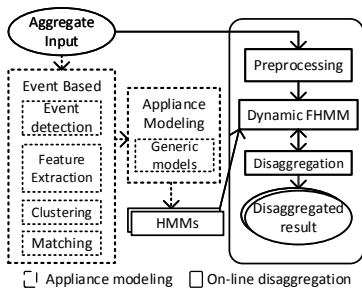 Aggregate
Input
Event Based
Event
detection
Feature
Extraction
Clustering
Matching
Appliance
Modeling
Generic
models
HMMs
Preprocessing
Dynamic FHMM
Disaggregation
Disaggregated
result
Appliance modeling
On-line disaggregation